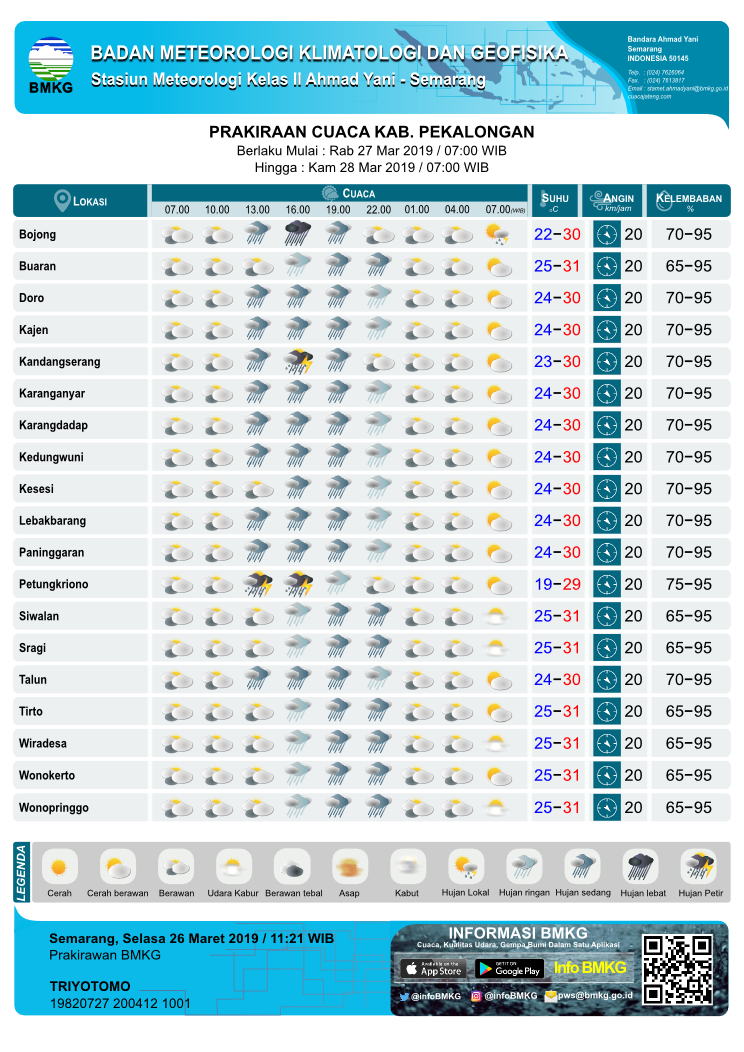 BMKG
BADAN METEOROLOGI KLIMATOLOGI DAN GEOFISIKA
Stasiun Meteorologi Kelas II Ahmad Yani - Semarang
Bandara Ahmad Yani
Semarang
INDONESIA 50145
Telp. : (024) 7626064
Fax. : (024) 7613817
Email : slamet.ahmadyani@bmkg.go.id
cuacajateng.com
PRAKIRAAN CUACA KAB. PEKALONGAN
Berlaku Mulai : Rab 27 Mar 2019 / 07:00 WIB
Hingga : Kam 28 Mar 2019 / 07:00 WIB
LOKASI CUACA SUHU °C ANGIN km/jam KELEMBABAN %
07.00 10.00 13.00 16.00 19.00 22.00 01.00 04.00 07.00(WIB)
Bojong 22-30 20 70-95
Buaran 25-31 20 65-95
Doro 24-30 20 70-95
Kajen 24-30 20 70-95
Kandangserang 23-30 20 70-95
Karanganyar 24-30 20 70-95
Karangdadap 24-30 20 70-95
Kedungwuni 24-30 20 70-95
Kesesi 24-30 20 70-95
Lebakbarang 24-30 20 70-95
Paninggaran 24-30 20 70-95
Petungkriono 19-29 20 75-95
Siwalan 25-31 20 65-95
Sragi 25-31 20 65-95
Talun 24-30 20 70-95
Tirto 25-31 20 65-95
Wiradesa 25-31 20 65-95
Wonokerto 25-31 20 65-95
Wonopringgo 25-31 20 65-95
LEGENDA
Cerah Cerah berawan Berawan Udara Kabur Berawan tebal Asap Kabut Hujan Lokal Hujan ringan Hujan sedang Hujan lebat Hujan Petir
Semarang, Selasa 26 Maret 2019 / 11:21 WIB
Prakirawan BMKG
TRIYOTOMO
19820727 200412 1001
INFORMASI BMKG
Cuaca, Kualitas Udara, Gempa Bumi Dalam Satu Aplikasi
Available on the App Store
GET IT ON Google Play
Info BMKG
@infoBMKG @infoBMKG pws@bmkg.go.id